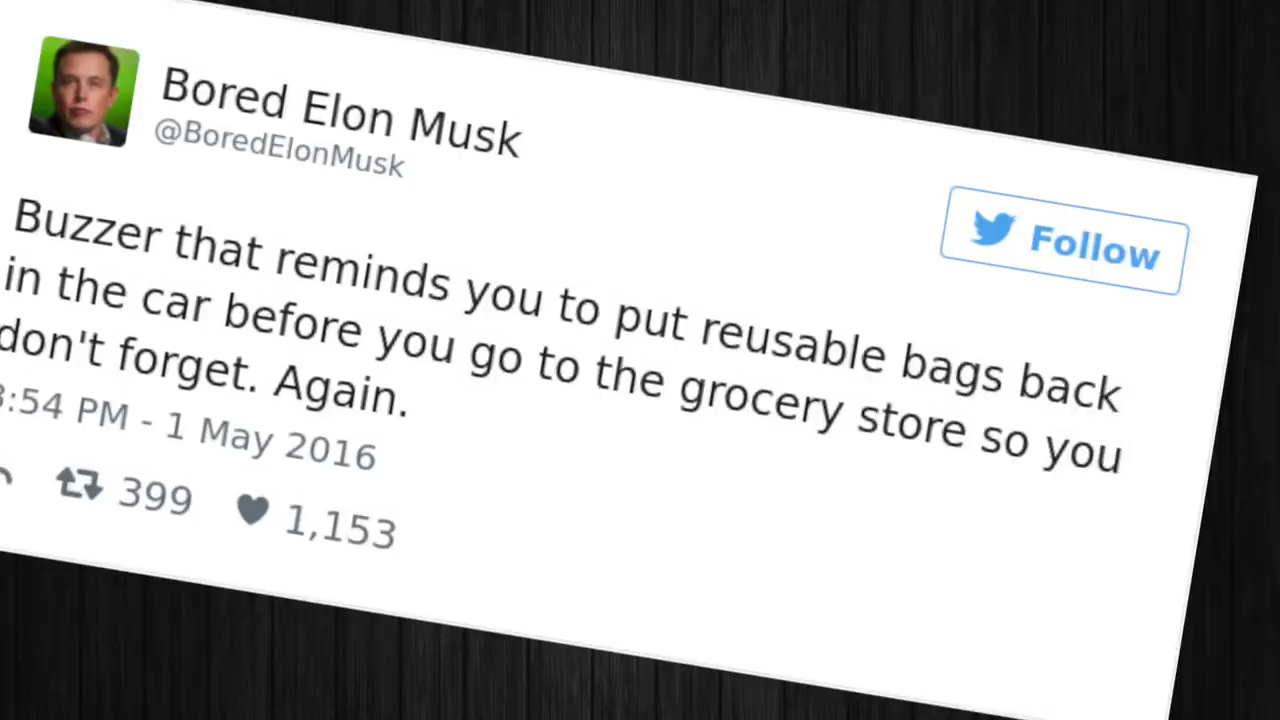 Bored Elon Musk
@BoredElonMusk
Follow
Buzzer that reminds you to put reusable bags back
in the car before you go to the grocery store so you
don't forget. Again.
:54 PM - 1 May 2016
399 1,153